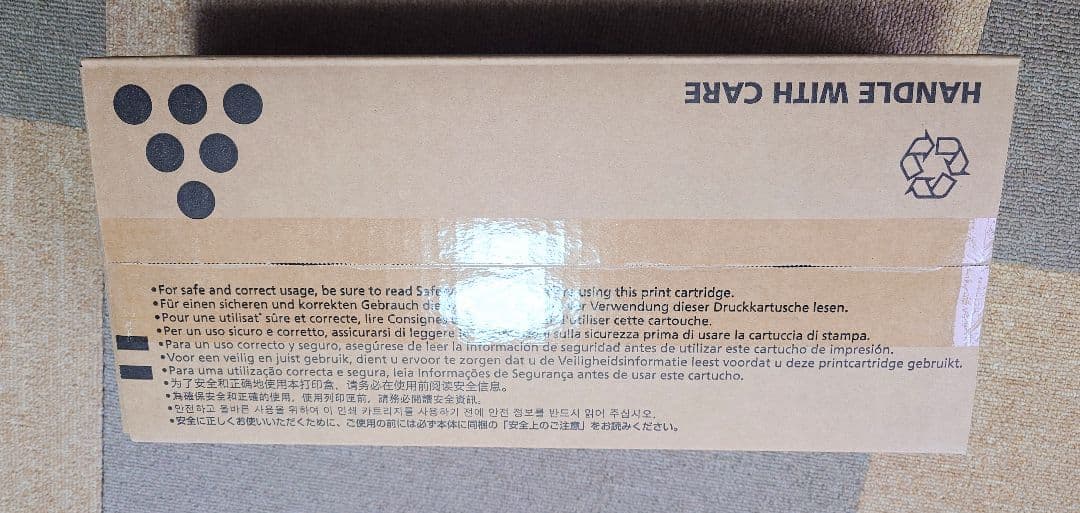 HANDLE WITH CARE
•For safe and correct usage, be sure to read Safe using this print cartridge.
•Für einen sicheren und korrekten Gebrauch die der Verwendung dieser Druckkartusche lesen.
•Pour une utilisat° sûre et correcte, lire Consignes d'utiliser cette cartouche.
•Per un uso sicuro e corretto, assicurarsi di leggere sulla sicurezza prima di usare la cartuccia di stampa.
•Para un uso correcto y seguro, asegúrese de leer la Información de seguridad antes de utilizar este cartucho de impresión.
•Voor een veilig en juist gebruik, dient u ervoor te zorgen dat u de Veiligheidsinformatie leest voordat u deze printcartridge gebruikt.
•Para uma utilização correcta e segura, leia Informações de Segurança antes de usar este cartucho.
•为了安全和正确地使用本打印盒，请务必在使用前阅读安全信息。
•為確保安全和正確的使用，使用列印匣前，請務必閱讀安全資訊。
•안전하고 올바른 사용을 위하여 이 인쇄 카트리지를 사용하기 전에 안전 정보를 반드시 읽어 주십시오.
•安全に正しくお使いいただくために、ご使用の前には必ず本体に同梱の「安全上のご注意」をお読みください。